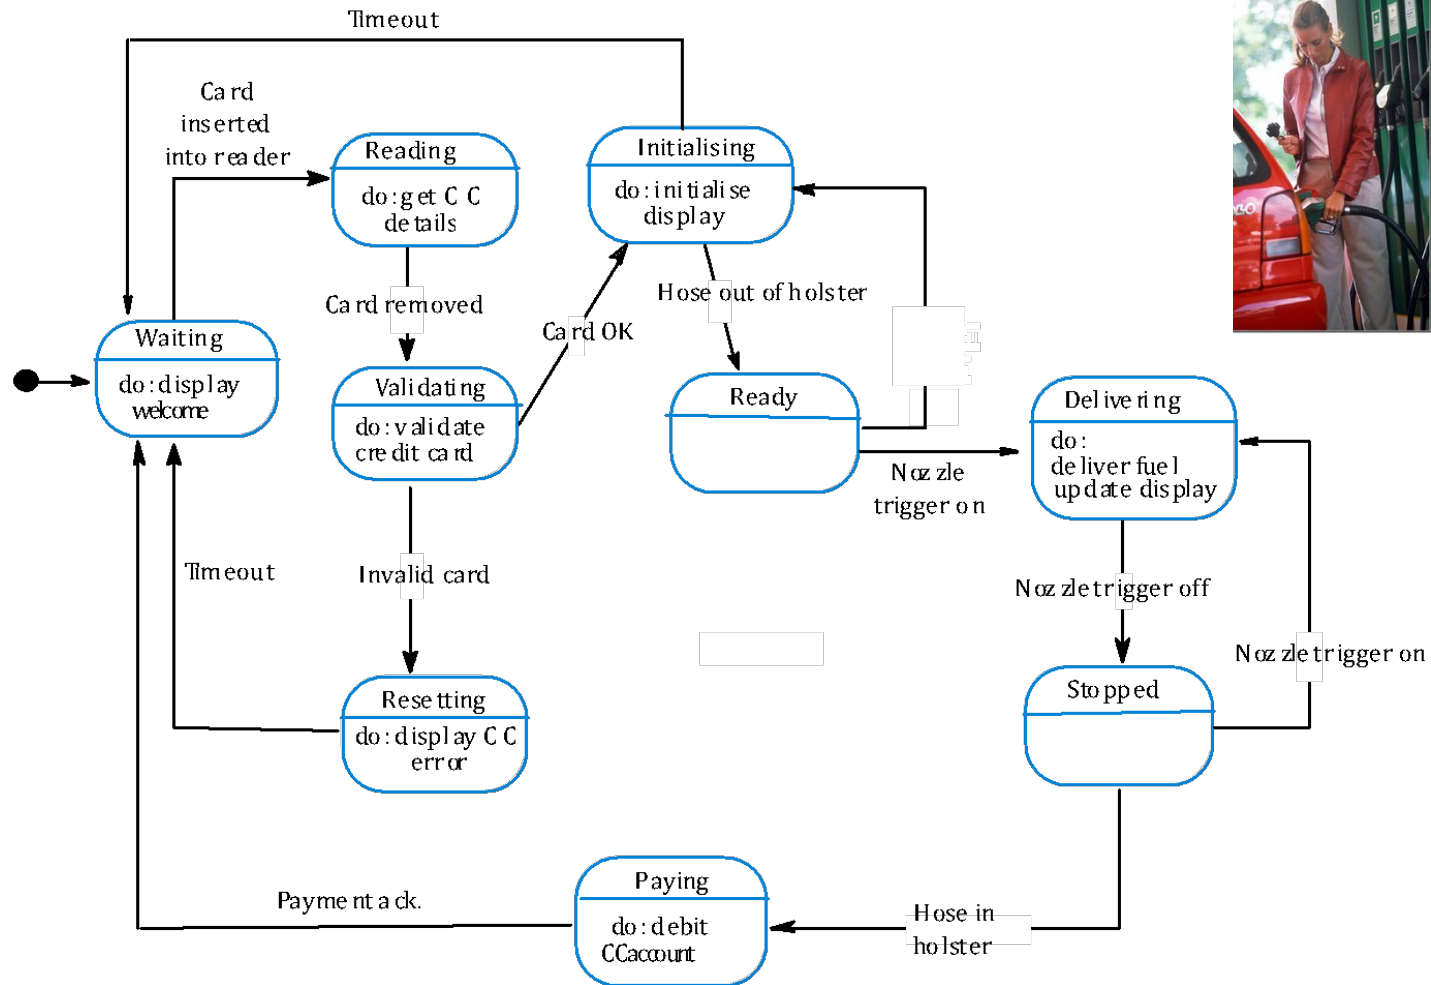 Timeout
Card
inserted
into reader
Reading
do: get CC
details
Initialising
do: initialise
display
Card removed
Hose out of holster
Card OK
Waiting
do: display
welcome
Validating
do: validate
credit card
Ready
Delivering
do:
deliver fuel
update display
Nozzle
trigger on
Timeout
Invalid card
Nozzle trigger off
Nozzle trigger on
Resetting
do: display CC
error
Stopped
Paying
do: debit
CC account
Payment ack.
Hose in
holster